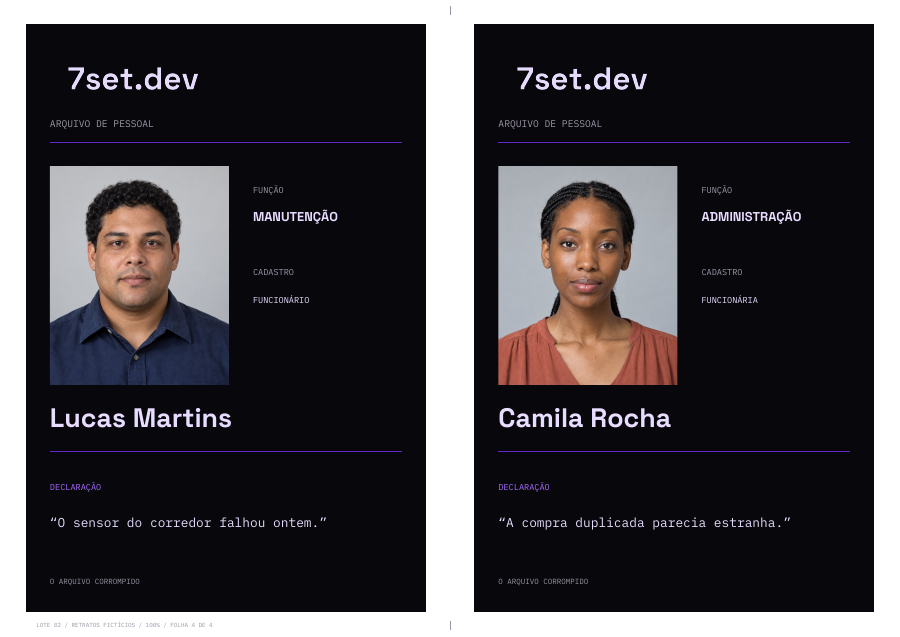 7set.dev
ARQUIVO DE PESSOAL
FUNÇÃO
MANUTENÇÃO
CADASTRO
FUNCIONÁRIO
Lucas Martins
DECLARAÇÃO
“O sensor do corredor falhou ontem.”
O ARQUIVO CORROMPIDO
7set.dev
ARQUIVO DE PESSOAL
FUNÇÃO
ADMINISTRAÇÃO
CADASTRO
FUNCIONÁRIA
Camila Rocha
DECLARAÇÃO
“A compra duplicada parecia estranha.”
O ARQUIVO CORROMPIDO
LOTE 02 / RETRATOS FICTÍCIOS / 100% / FOLHA 4 DE 4